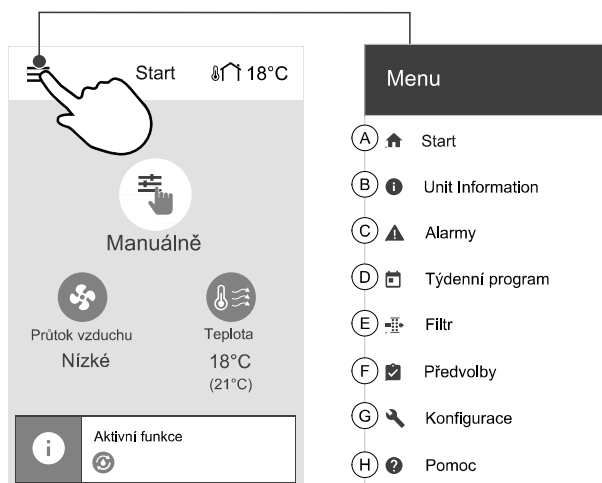 Start 18°C
Manuálně
Průtok vzduchu
Nízké
Teplota
18°C
(21°C)
i
Aktivní funkce
Menu
A Start
B Unit Information
C Alarmy
D Týdenní program
E Filtr
F Předvolby
G Konfigurace
H Pomoc